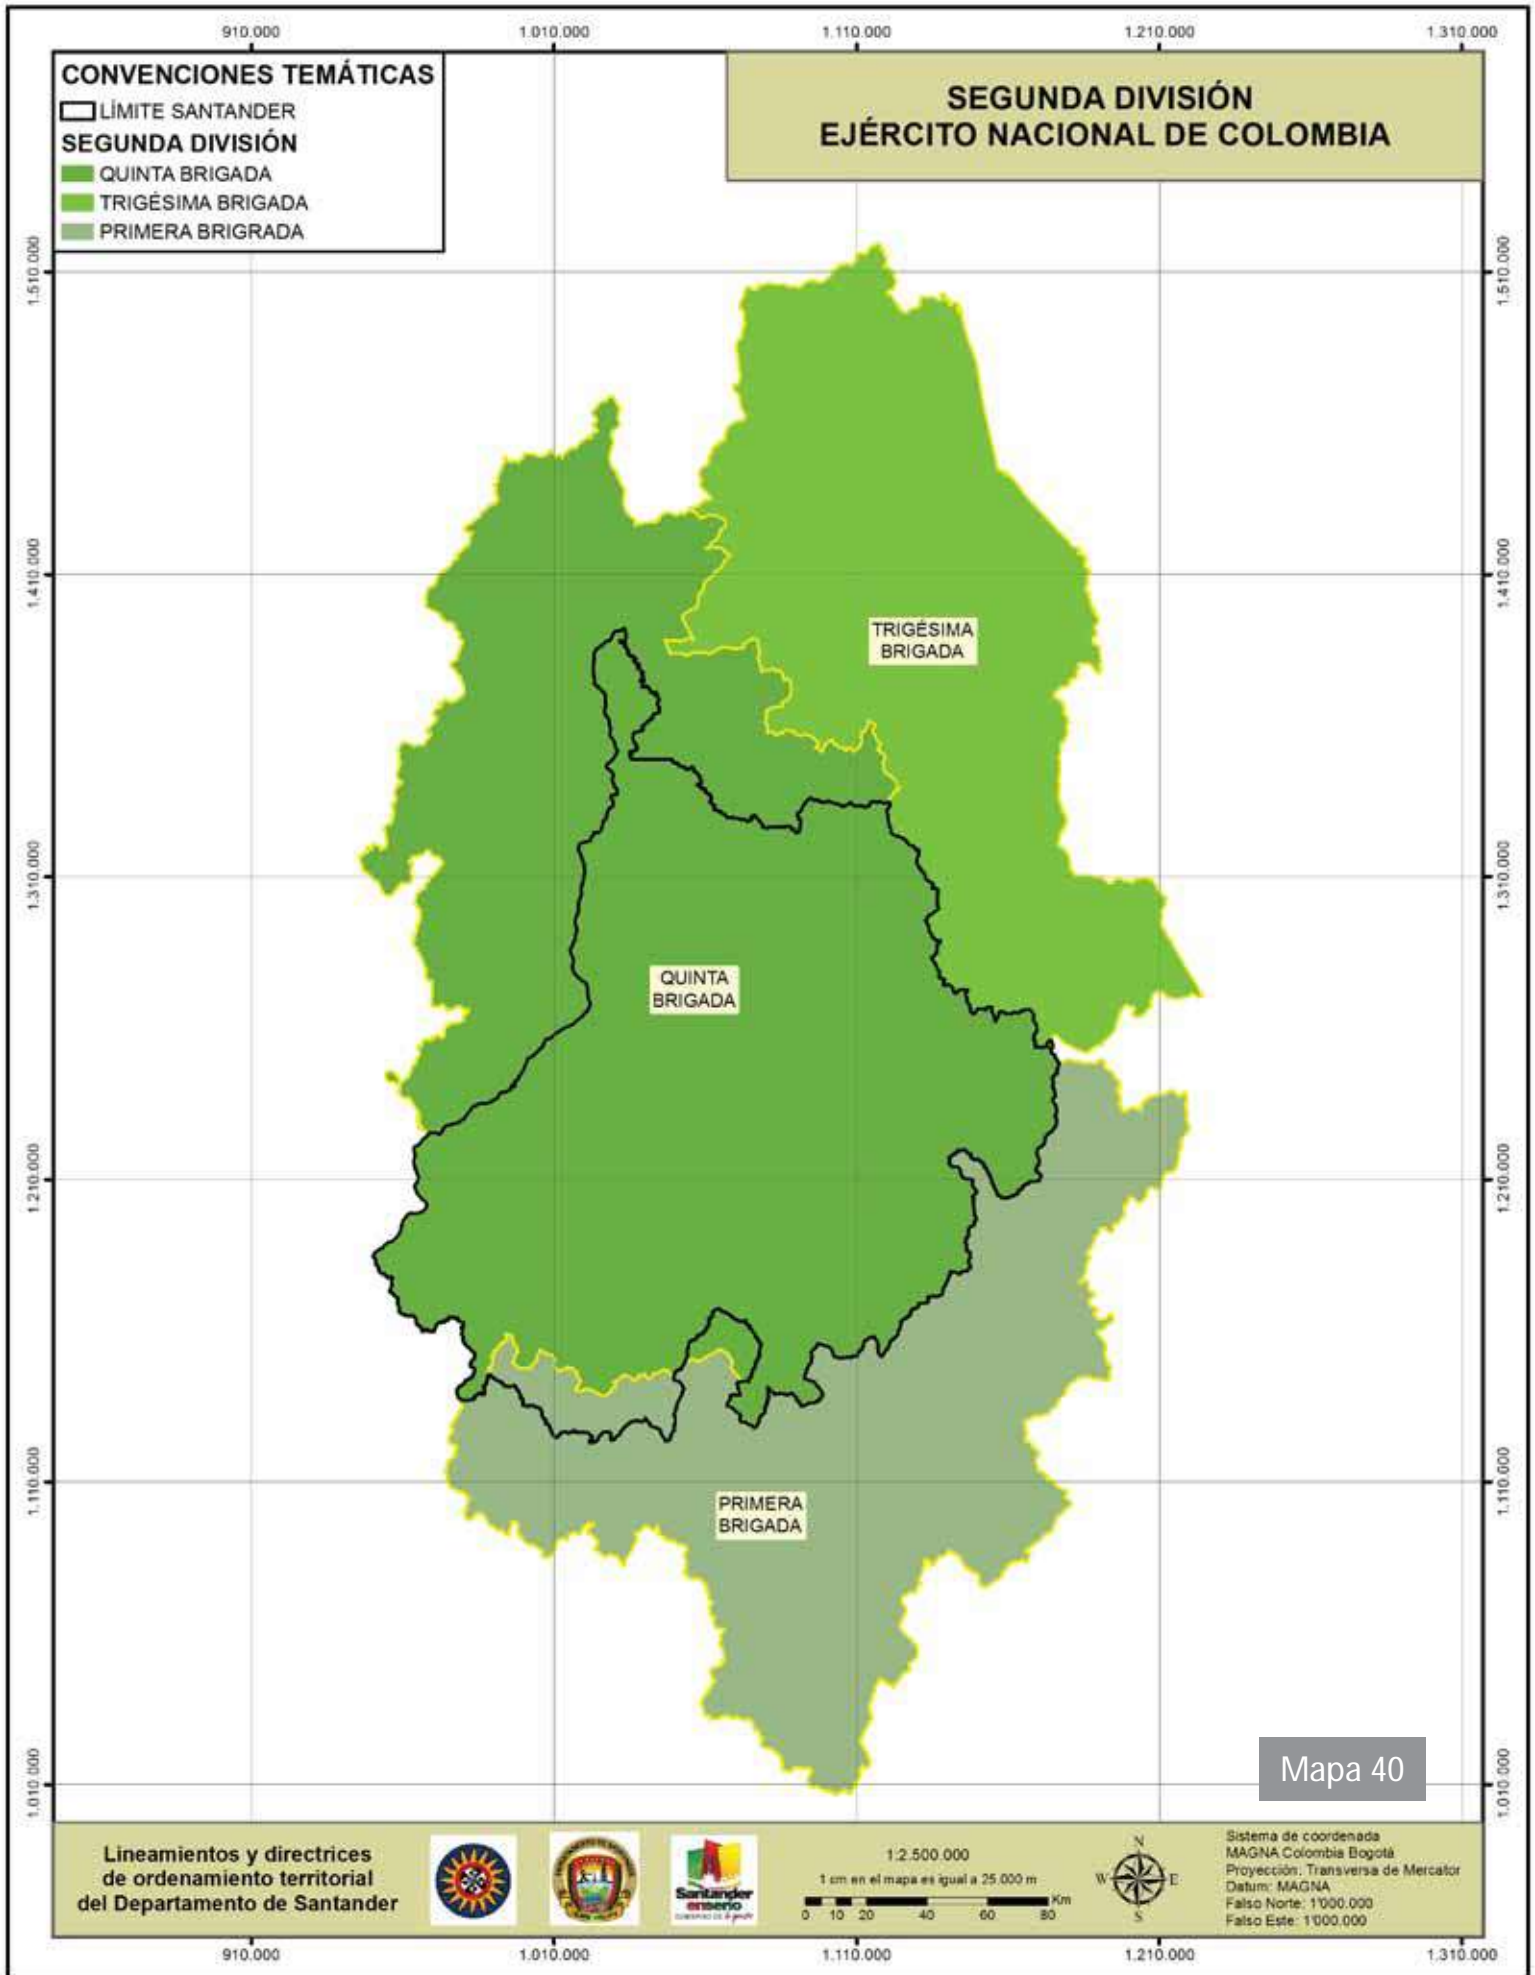 910.000 1.010.000 1.110.000 1.210.000 1.310.000
CONVENCIONES TEMÁTICAS
LÍMITE SANTANDER
SEGUNDA DIVISIÓN
QUINTA BRIGADA
TRIGÉSIMA BRIGADA
PRIMERA BRIGRADA
SEGUNDA DIVISIÓN
EJÉRCITO NACIONAL DE COLOMBIA
1.510.000 1.510.000
1.410.000 1.410.000
TRIGÉSIMA
BRIGADA
1.310.000 1.310.000
QUINTA
BRIGADA
1.210.000 1.210.000
1.110.000 1.110.000
PRIMERA
BRIGADA
Mapa 40
1.010.000 1.010.000
Lineamientos y directrices
de ordenamiento territorial
del Departamento de Santander
Santander
en serio
1:2.500.000
1 cm en el mapa es igual a 25.000 m
Km
0 10 20 40 60 80
N
W E
S
Sistema de coordenada
MAGNA Colombia Bogotá
Proyección: Transversa de Mercator
Datum: MAGNA
Falso Norte: 1'000.000
Falso Este: 1'000.000
910.000 1.010.000 1.110.000 1.210.000 1.310.000